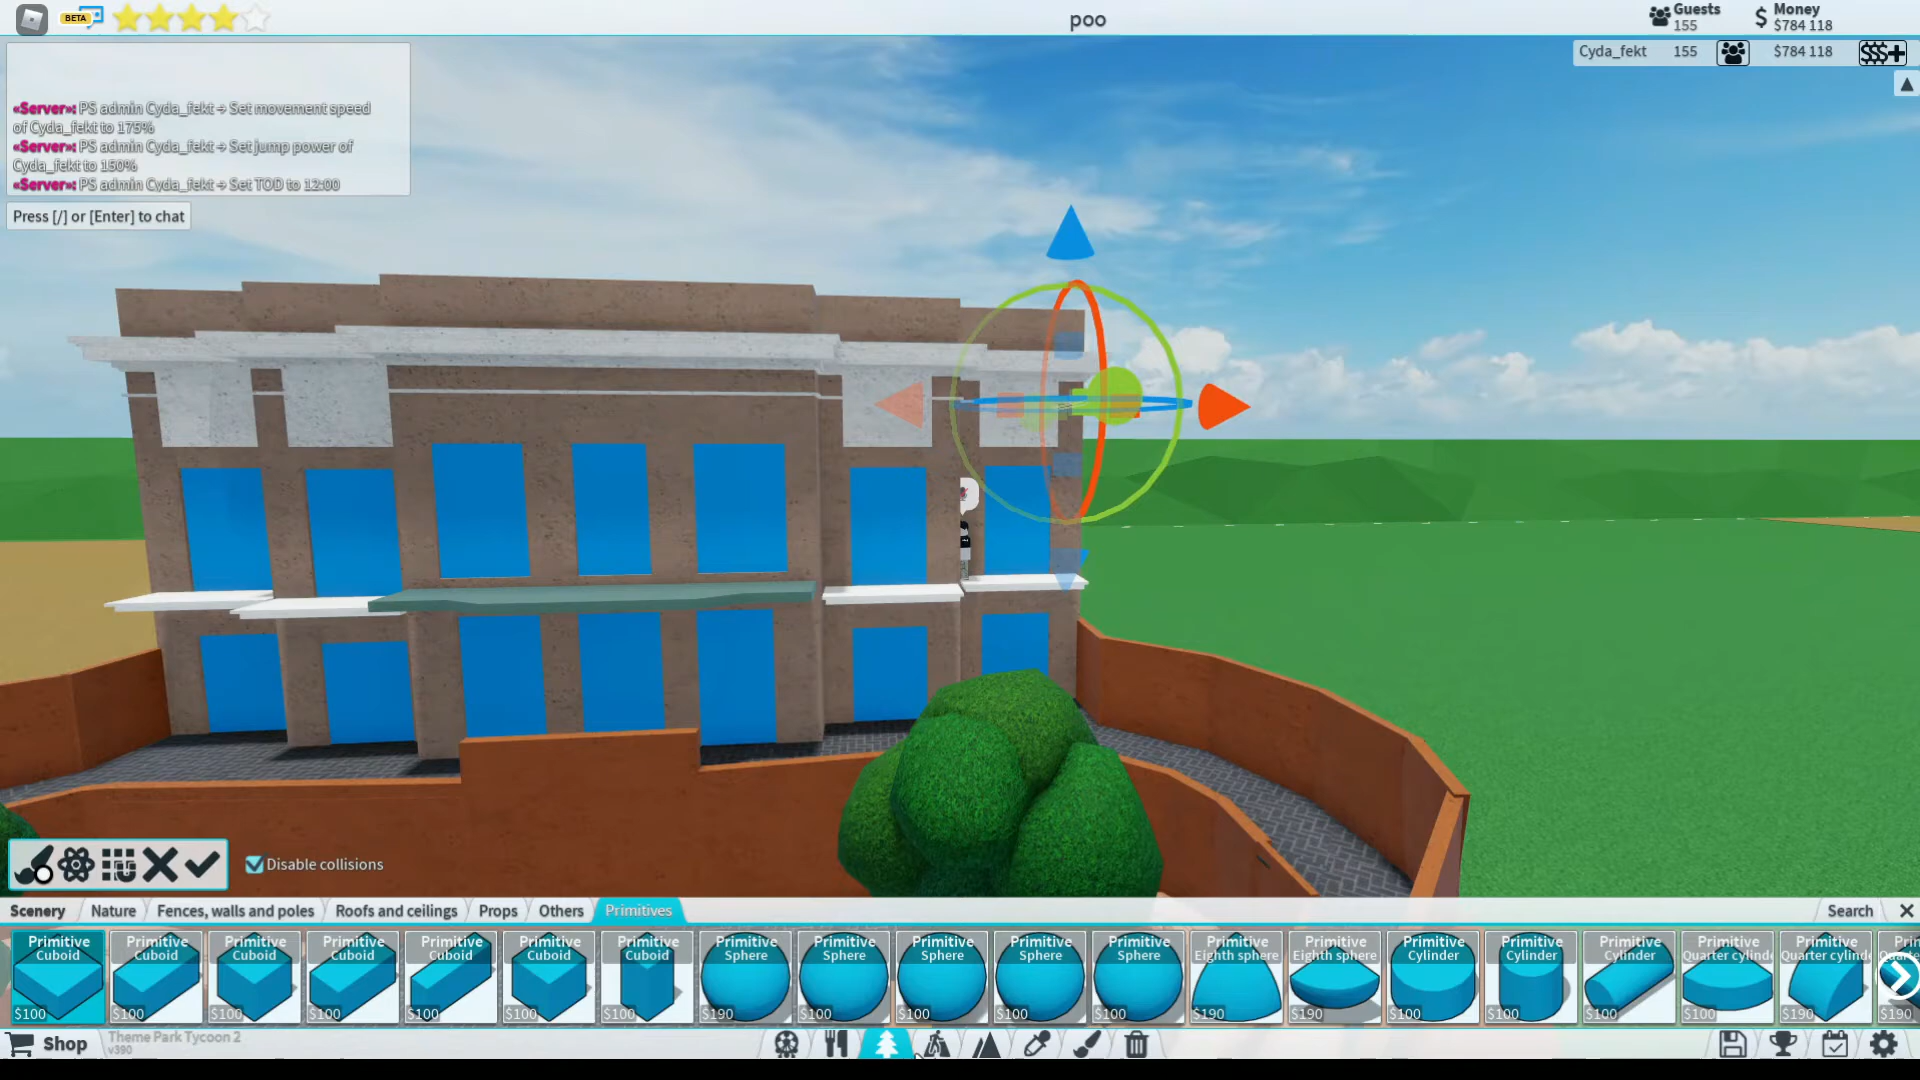 BETA
poo
Guests
155
Money
$784 118
Cyda_fekt 155 $784 118 $$$+
«Server»: PS admin Cyda_fekt → Set movement speed
of Cyda_fekt to 175%
«Server»: PS admin Cyda_fekt → Set jump power of
Cyda_fekt to 150%
«Server»: PS admin Cyda_fekt → Set TOD to 12:00
Press [/] or [Enter] to chat
Disable collisions
Scenery Nature Fences, walls and poles Roofs and ceilings Props Others Primitives Search
Primitive Cuboid $100
Primitive Cuboid $100
Primitive Cuboid $100
Primitive Cuboid $100
Primitive Cuboid $100
Primitive Cuboid $100
Primitive Cuboid $100
Primitive Sphere $190
Primitive Sphere $100
Primitive Sphere $100
Primitive Sphere $100
Primitive Sphere $100
Primitive Eighth sphere $190
Primitive Eighth sphere $190
Primitive Cylinder $100
Primitive Cylinder $100
Primitive Cylinder $100
Primitive Quarter cylind $100
Primitive Quarter cylind $190
$190
Shop
Theme Park Tycoon 2
v390